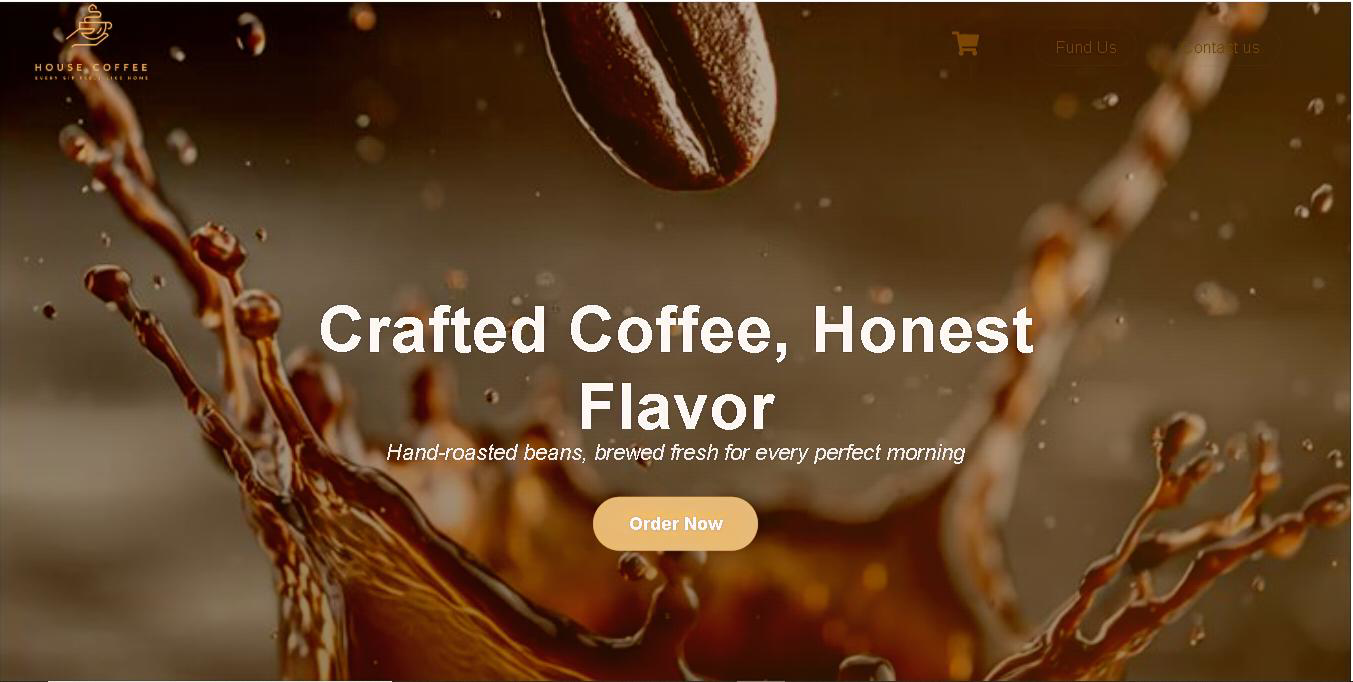 HOUSE COFFEE
EVERY SIP FEELS LIKE HOME
Fund Us
Contact us
Crafted Coffee, Honest
Flavor
Hand-roasted beans, brewed fresh for every perfect morning
Order Now